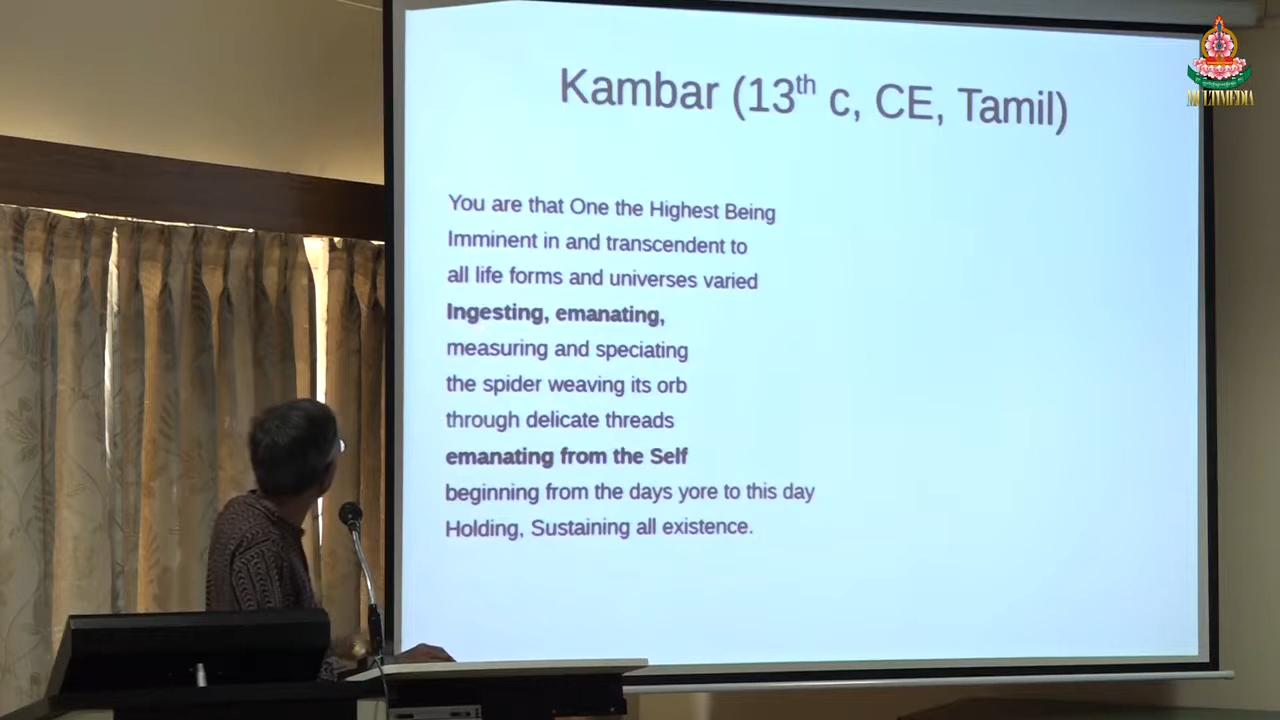 Kambar (13th c, CE, Tamil)
You are that One the Highest Being
Imminent in and transcendent to
all life forms and universes varied
Ingesting, emanating,
measuring and speciating
the spider weaving its orb
through delicate threads
emanating from the Self
beginning from the days yore to this day
Holding, Sustaining all existence.
MULTIMEDIA